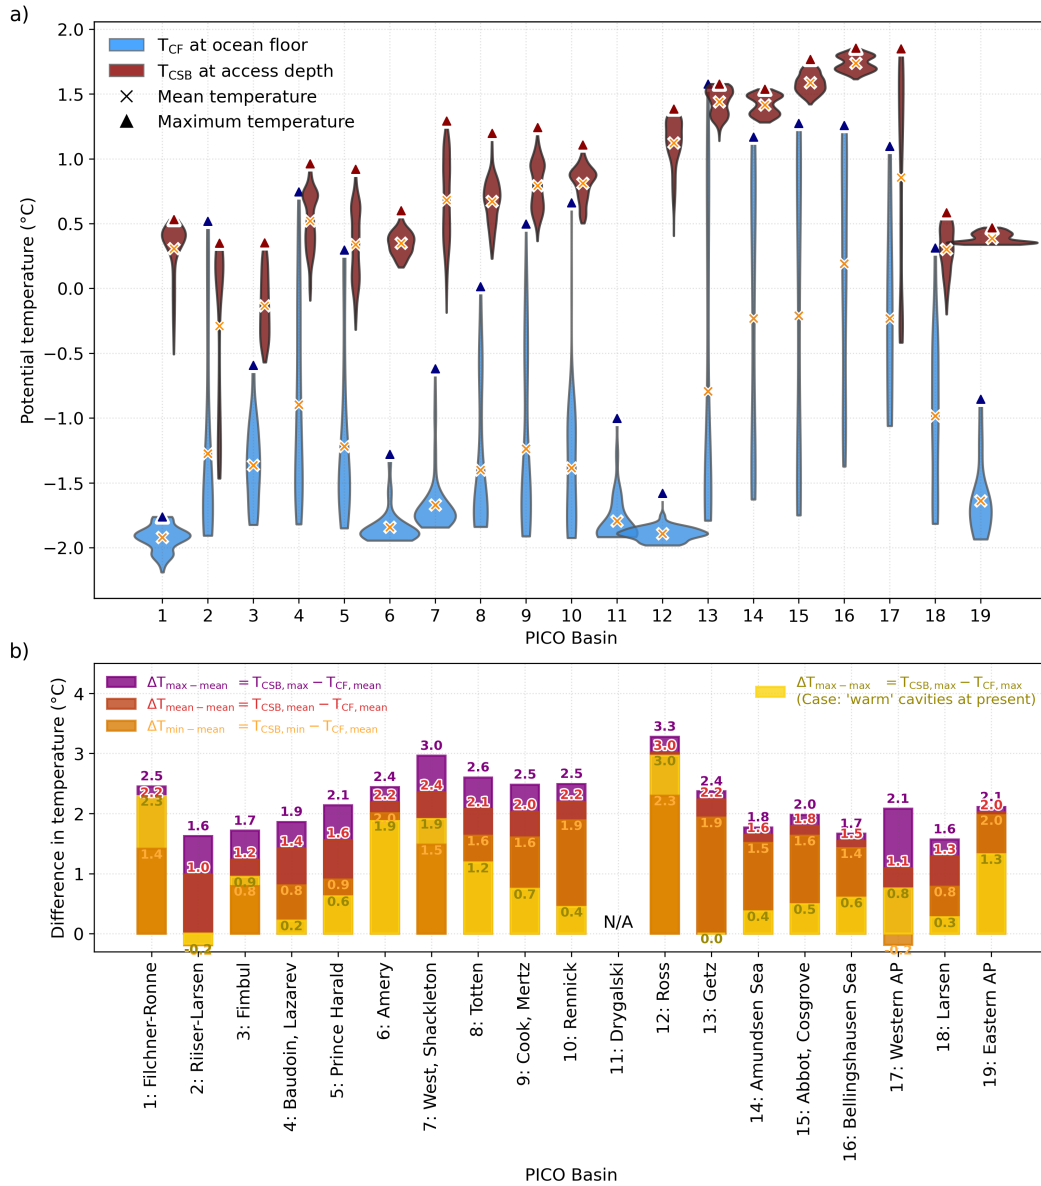 a)
T_CF at ocean floor
T_CSB at access depth
Mean temperature
Maximum temperature
Potential temperature (°C)
2.0
1.5
1.0
0.5
0.0
−0.5
−1.0
−1.5
−2.0
1 2 3 4 5 6 7 8 9 10 11 12 13 14 15 16 17 18 19
PICO Basin
b)
ΔT_max−mean = T_CSB, max − T_CF, mean
ΔT_mean−mean = T_CSB, mean − T_CF, mean
ΔT_min−mean = T_CSB, min − T_CF, mean
ΔT_max−max = T_CSB, max − T_CF, max
(Case: 'warm' cavities at present)
Difference in temperature (°C)
4
3
2
1
0
2.5 1.6 1.7 1.9 2.1 2.4 3.0 2.6 2.5 2.5 3.3 2.4 1.8 2.0 1.7 2.1 1.6 2.1
2.2 1.0 1.2 1.4 1.6 2.2 2.4 2.1 2.0 2.2 3.0 2.2 1.6 1.8 1.5 1.1 1.3 2.0
1.4 0.8 0.8 0.9 2.0 1.5 1.6 1.6 1.9 2.3 1.9 1.5 1.6 1.4 0.8 2.0
2.3 -0.2 0.9 0.2 0.6 1.9 1.9 1.2 0.7 0.4 3.0 0.0 0.4 0.5 0.6 0.8 0.3 1.3
N/A
1: Filchner-Ronne
2: Riiser-Larsen
3: Fimbul
4: Baudoin, Lazarev
5: Prince Harald
6: Amery
7: West, Shackleton
8: Totten
9: Cook, Mertz
10: Rennick
11: Drygalski
12: Ross
13: Getz
14: Amundsen Sea
15: Abbot, Cosgrove
16: Bellingshausen Sea
17: Western AP
18: Larsen
19: Eastern AP
PICO Basin